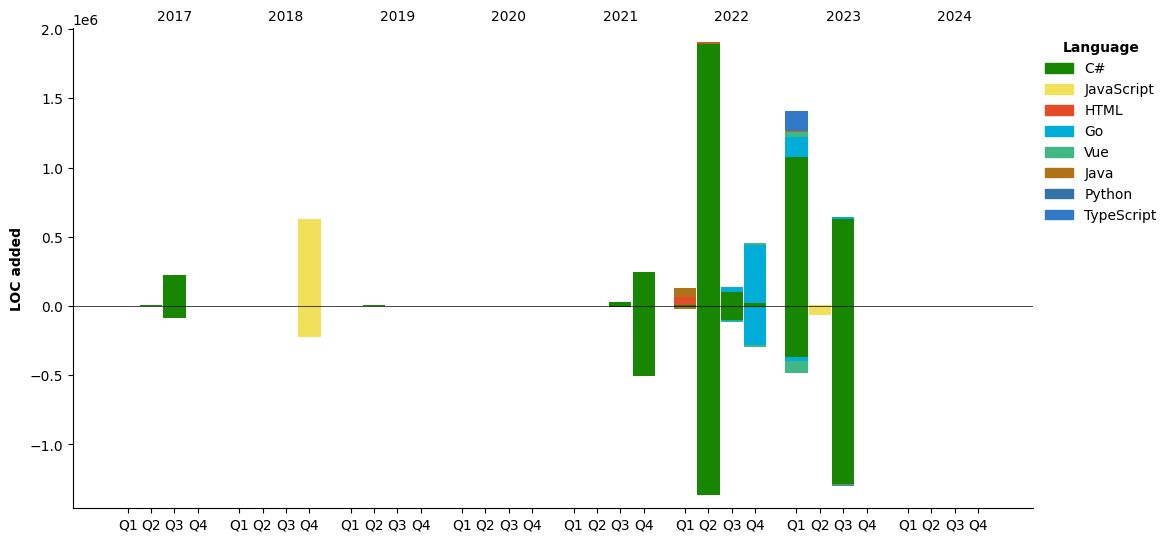 2017 2018 2019 2020 2021 2022 2023 2024
1e6
2.0
1.5
1.0
0.5
0.0
−0.5
−1.0
LOC added
Q1 Q2 Q3 Q4 Q1 Q2 Q3 Q4 Q1 Q2 Q3 Q4 Q1 Q2 Q3 Q4 Q1 Q2 Q3 Q4 Q1 Q2 Q3 Q4 Q1 Q2 Q3 Q4 Q1 Q2 Q3 Q4
Language
C#
JavaScript
HTML
Go
Vue
Java
Python
TypeScript